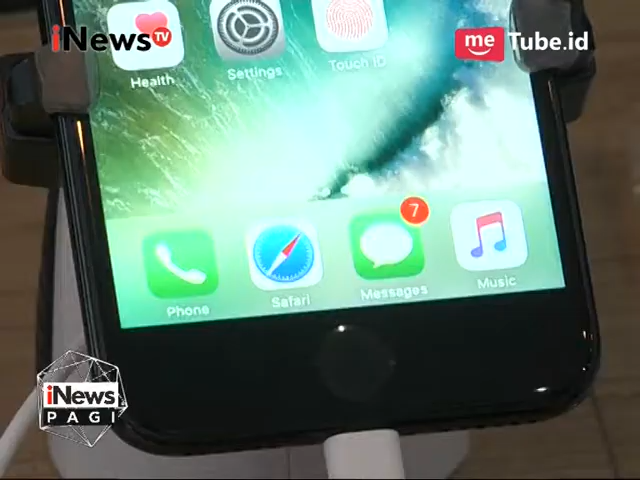 iNews TV
me Tube.id
Health
Settings
Touch ID
7
Phone
Safari
Messages
Music
iNews
PAGI